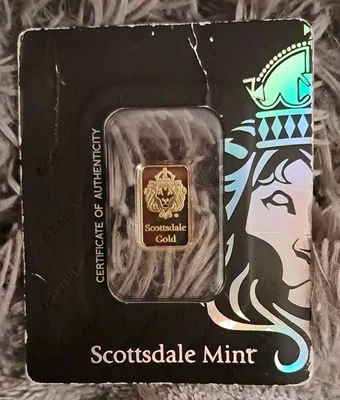 CERTIFICATE OF AUTHENTICITY
Scottsdale
Gold
Scottsdale Mint